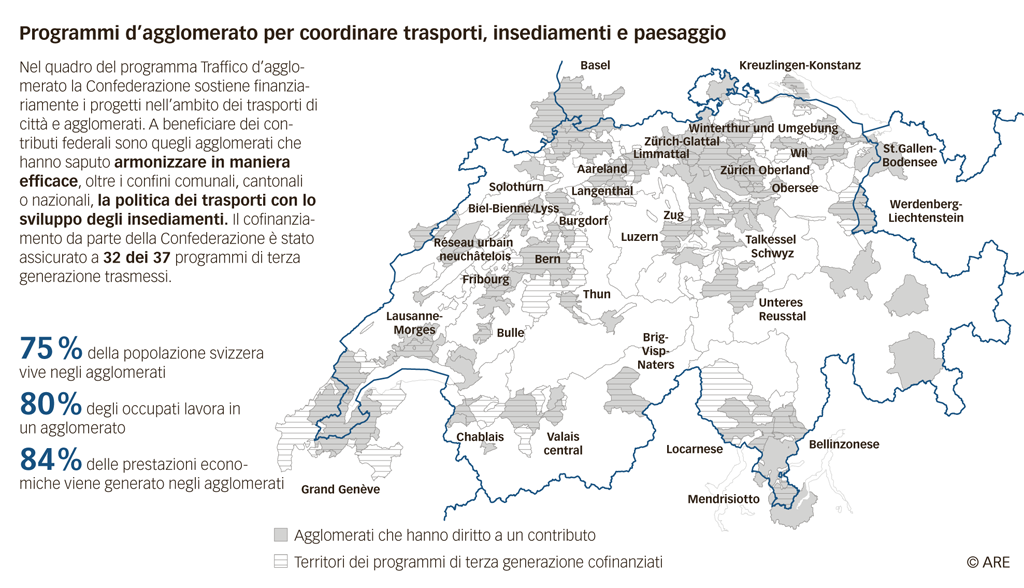 Programmi d'agglomerato per coordinare trasporti, insediamenti e paesaggio
Nel quadro del programma Traffico d'agglo-
merato la Confederazione sostiene finanzia-
riamente i progetti nell'ambito dei trasporti di
città e agglomerati. A beneficiare dei con-
tributi federali sono quegli agglomerati che
hanno saputo armonizzare in maniera
efficace, oltre i confini comunali, cantonali
o nazionali, la politica dei trasporti con lo
sviluppo degli insediamenti. Il cofinanzia-
mento da parte della Confederazione è stato
assicurato a 32 dei 37 programmi di terza
generazione trasmessi.
75 % della popolazione svizzera
vive negli agglomerati
80 % degli occupati lavora in
un agglomerato
84 % delle prestazioni econo-
miche viene generato negli agglomerati
Basel
Kreuzlingen-Konstanz
Winterthur und Umgebung
Zürich-Glattal
Limmattal
Wil
St.Gallen-
Bodensee
Aareland
Zürich Oberland
Solothurn
Langenthal
Obersee
Biel-Bienne/Lyss
Burgdorf
Zug
Werdenberg-
Liechtenstein
Réseau urbain
neuchâtelois
Luzern
Talkessel
Schwyz
Bern
Fribourg
Thun
Unteres
Reusstal
Lausanne-
Morges
Bulle
Brig-
Visp-
Naters
Chablais
Valais
central
Locarnese
Bellinzonese
Grand Genève
Mendrisiotto
Agglomerati che hanno diritto a un contributo
Territori dei programmi di terza generazione cofinanziati
© ARE